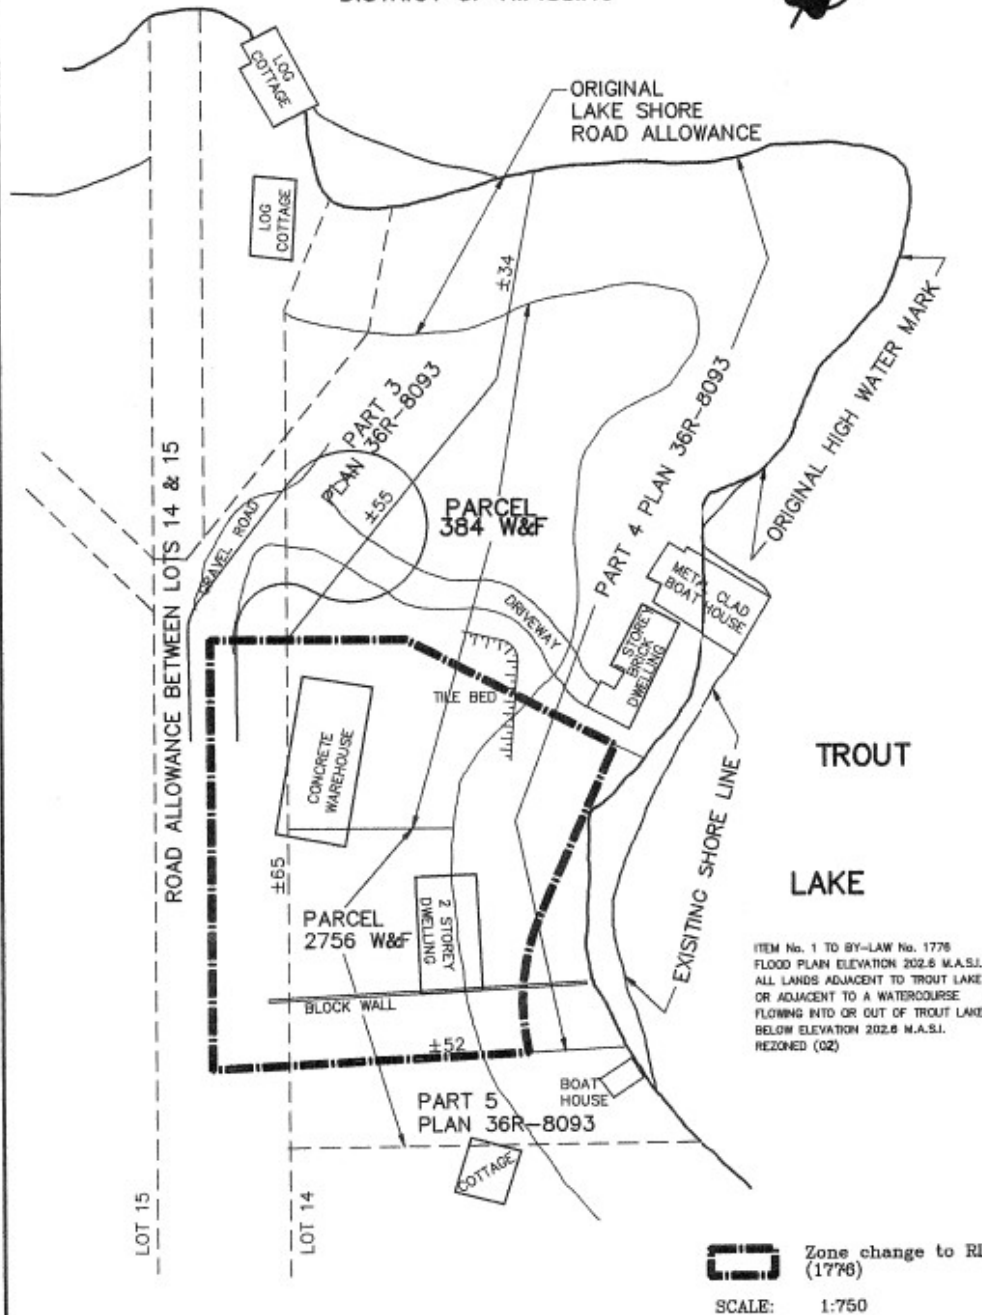 ORIGINAL
LAKE SHORE
ROAD ALLOWANCE
LOG
COTTAGE
LOG
COTTAGE
±34
ORIGINAL HIGH WATER MARK
PART 3
PLAN 36R-8093
±55
PARCEL
384 W&F
PART 4 PLAN 36R-8093
GRAVEL ROAD
ROAD ALLOWANCE BETWEEN LOTS 14 & 15
METAL CLAD
BOAT HOUSE
DRIVEWAY
STOREY
BRICK
DWELLING
TILE BED
CONCRETE
WAREHOUSE
TROUT
LAKE
EXISITING SHORE LINE
±65
PARCEL
2756 W&F
2 STOREY
DWELLING
BLOCK WALL
±52
ITEM No. 1 TO BY-LAW No. 1776
FLOOD PLAIN ELEVATION 202.6 M.A.S.L.
ALL LANDS ADJACENT TO TROUT LAKE
OR ADJACENT TO A WATERCOURSE
FLOWING INTO OR OUT OF TROUT LAKE
BELOW ELEVATION 202.6 M.A.S.L.
REZONED (O2)
BOAT
HOUSE
PART 5
PLAN 36R-8093
COTTAGE
LOT 15
LOT 14
Zone change to
(1776)
SCALE: 1:750